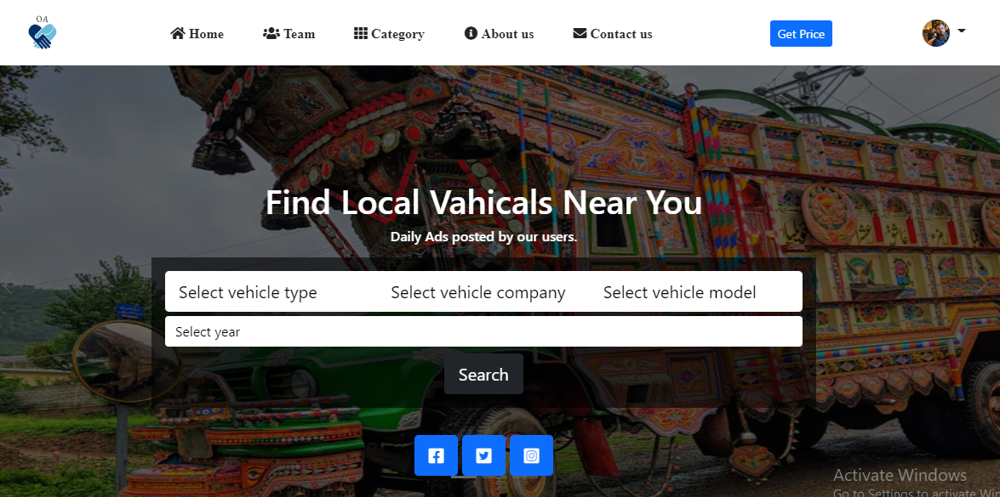 OA
Home Team Category About us Contact us Get Price
Find Local Vahicals Near You
Daily Ads posted by our users.
Select vehicle type Select vehicle company Select vehicle model
Select year
Search
Activate Windows
Go to Settings to activate